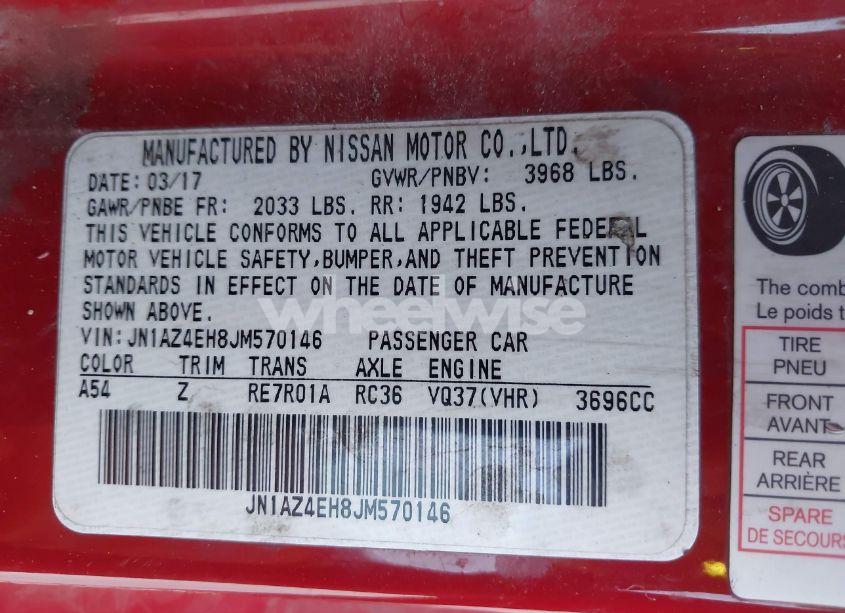 MANUFACTURED BY NISSAN MOTOR CO.,LTD.
DATE: 03/17 GVWR/PNBV: 3968 LBS.
GAWR/PNBE FR: 2033 LBS. RR: 1942 LBS.
THIS VEHICLE CONFORMS TO ALL APPLICABLE FEDERAL
MOTOR VEHICLE SAFETY,BUMPER,AND THEFT PREVENTION
STANDARDS IN EFFECT ON THE DATE OF MANUFACTURE
SHOWN ABOVE.
wheelwise
VIN:JN1AZ4EH8JM570146 PASSENGER CAR
COLOR TRIM TRANS AXLE ENGINE
A54 Z RE7R01A RC36 VQ37(VHR) 3696CC
JN1AZ4EH8JM570146
The comb
Le poids t
TIRE
PNEU
FRONT
AVANT
REAR
ARRIÈRE
SPARE
DE SECOURS